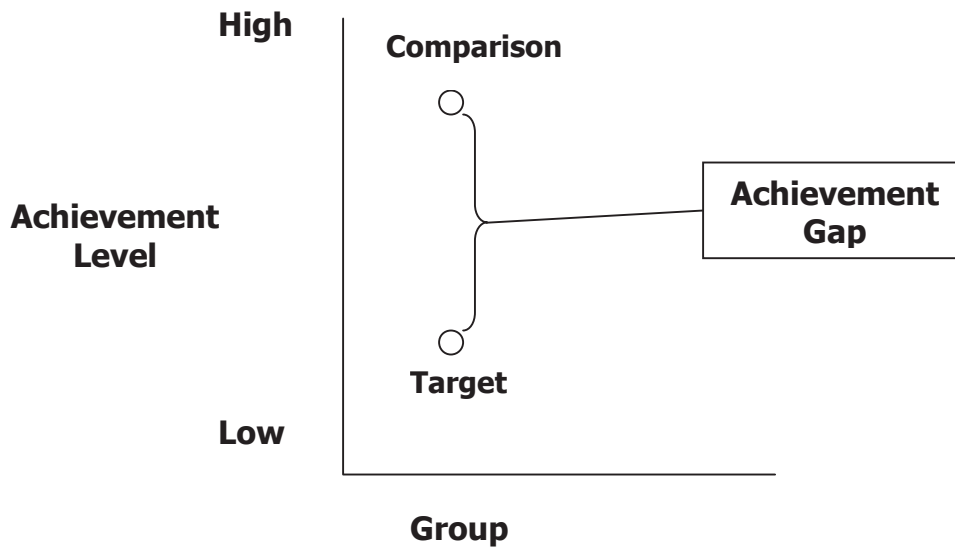 High
Comparison
Achievement
Level
Achievement
Gap
Target
Low
Group